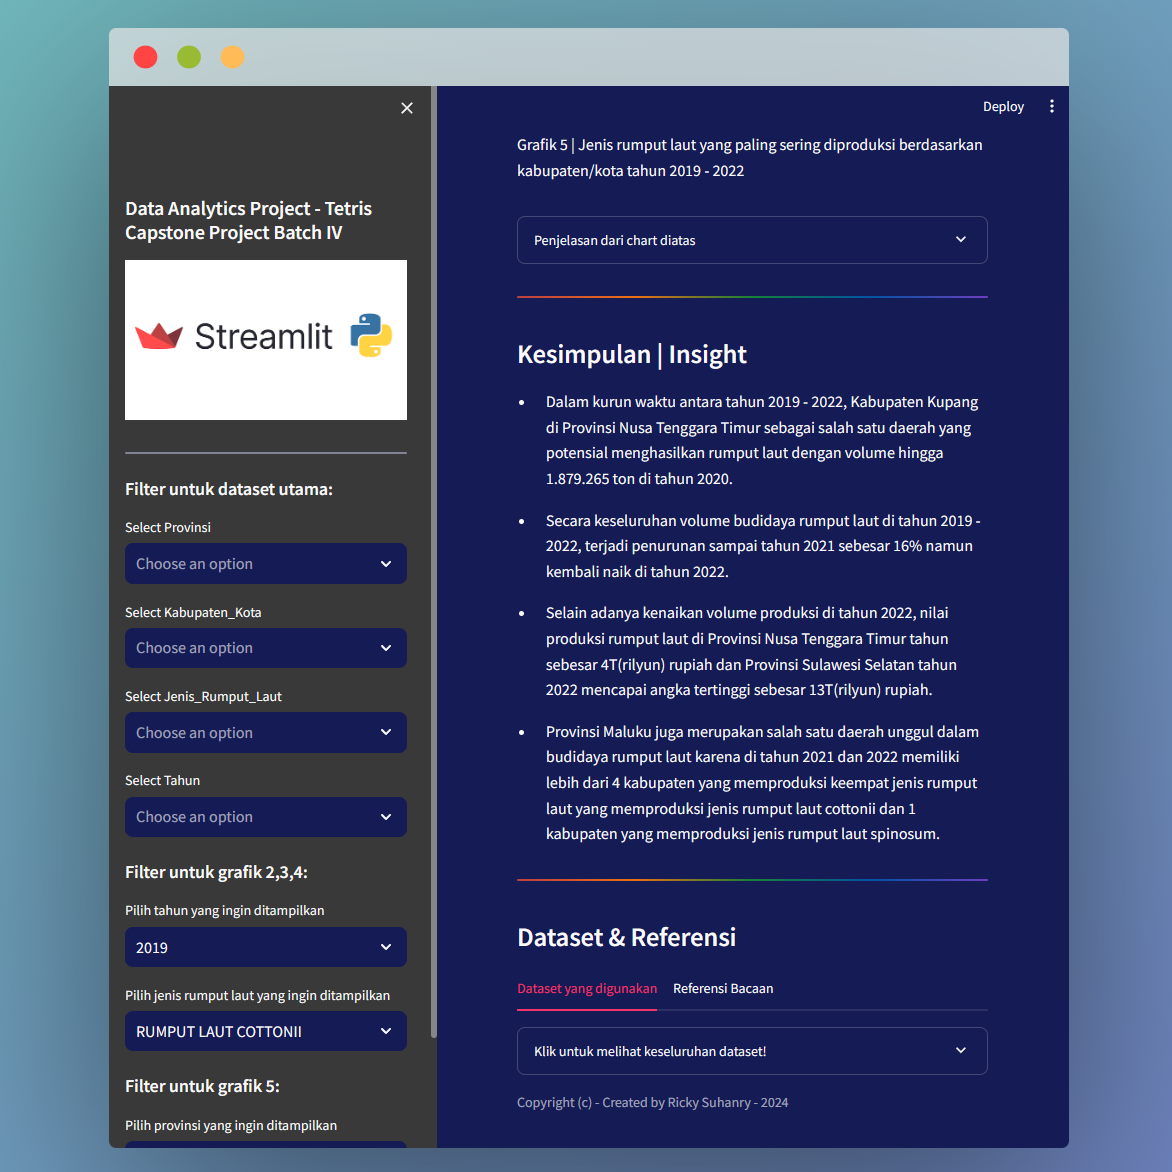 Data Analytics Project - Tetris
Capstone Project Batch IV
Streamlit
Filter untuk dataset utama:
Select Provinsi
Choose an option
Select Kabupaten_Kota
Choose an option
Select Jenis_Rumput_Laut
Choose an option
Select Tahun
Choose an option
Filter untuk grafik 2,3,4:
Pilih tahun yang ingin ditampilkan
2019
Pilih jenis rumput laut yang ingin ditampilkan
RUMPUT LAUT COTTONII
Filter untuk grafik 5:
Pilih provinsi yang ingin ditampilkan
Deploy
Grafik 5 | Jenis rumput laut yang paling sering diproduksi berdasarkan
kabupaten/kota tahun 2019 - 2022
Penjelasan dari chart diatas
Kesimpulan | Insight
• Dalam kurun waktu antara tahun 2019 - 2022, Kabupaten Kupang
di Provinsi Nusa Tenggara Timur sebagai salah satu daerah yang
potensial menghasilkan rumput laut dengan volume hingga
1.879.265 ton di tahun 2020.
• Secara keseluruhan volume budidaya rumput laut di tahun 2019 -
2022, terjadi penurunan sampai tahun 2021 sebesar 16% namun
kembali naik di tahun 2022.
• Selain adanya kenaikan volume produksi di tahun 2022, nilai
produksi rumput laut di Provinsi Nusa Tenggara Timur tahun
sebesar 4T(rilyun) rupiah dan Provinsi Sulawesi Selatan tahun
2022 mencapai angka tertinggi sebesar 13T(rilyun) rupiah.
• Provinsi Maluku juga merupakan salah satu daerah unggul dalam
budidaya rumput laut karena di tahun 2021 dan 2022 memiliki
lebih dari 4 kabupaten yang memproduksi keempat jenis rumput
laut yang memproduksi jenis rumput laut cottonii dan 1
kabupaten yang memproduksi jenis rumput laut spinosum.
Dataset & Referensi
Dataset yang digunakan
Referensi Bacaan
Klik untuk melihat keseluruhan dataset!
Copyright (c) - Created by Ricky Suhanry - 2024